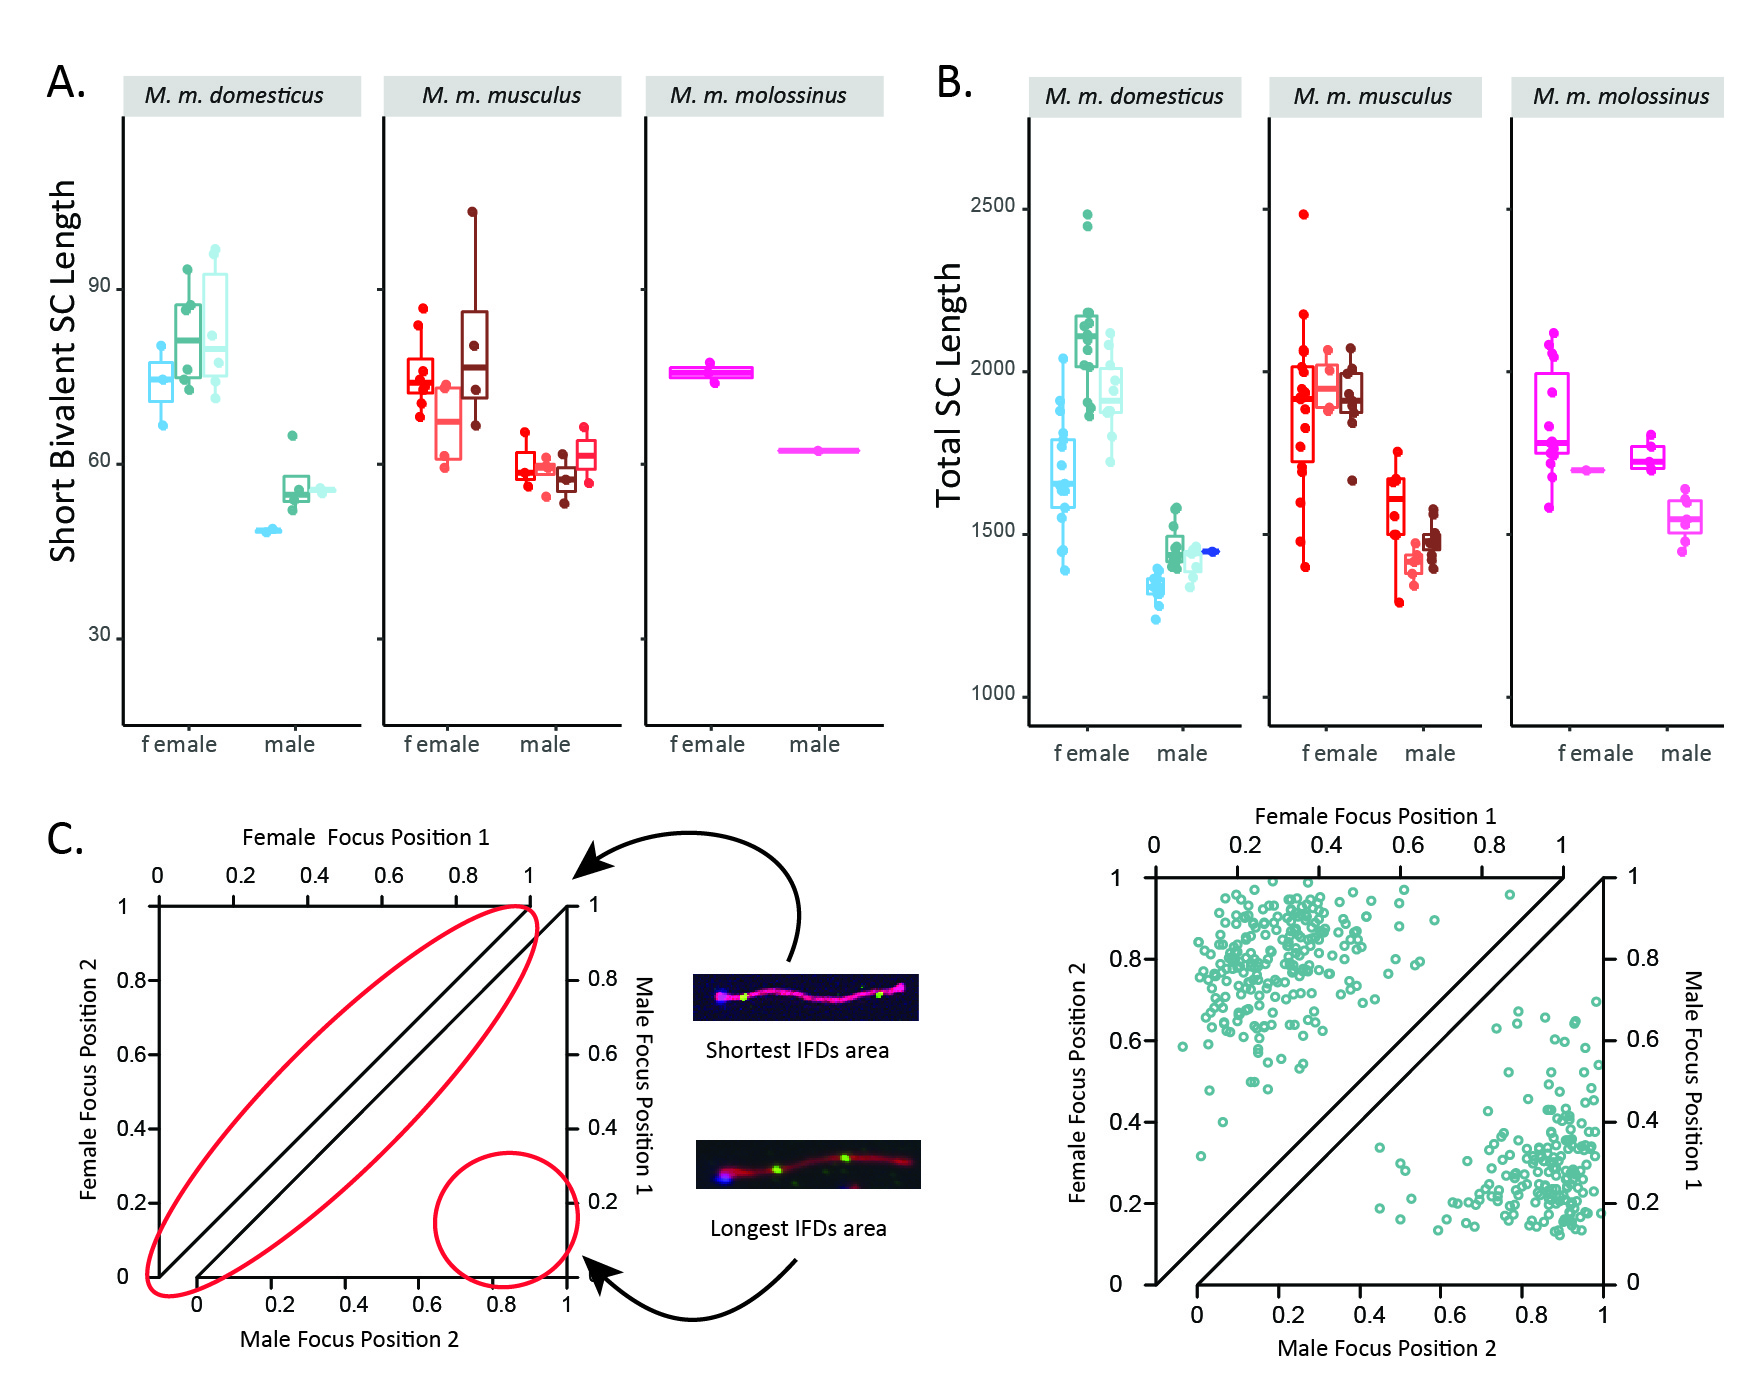 A.
M. m. domesticus
M. m. musculus
M. m. molossinus
Short Bivalent SC Length
90
60
30
female
male
female
male
female
male
B.
M. m. domesticus
M. m. musculus
M. m. molossinus
Total SC Length
2500
2000
1500
1000
female
male
female
male
female
male
C.
Female Focus Position 1
0 0.2 0.4 0.6 0.8 1
Female Focus Position 2
1
0.8
0.6
0.4
0.2
0
1
0.8
0.6
0.4
0.2
Male Focus Position 1
0 0.2 0.4 0.6 0.8 1
Male Focus Position 2
Shortest IFDs area
Longest IFDs area
Female Focus Position 1
0 0.2 0.4 0.6 0.8 1
Female Focus Position 2
1
0.8
0.6
0.4
0.2
0
1
0.8
0.6
0.4
0.2
0
Male Focus Position 1
0 0.2 0.4 0.6 0.8 1
Male Focus Position 2